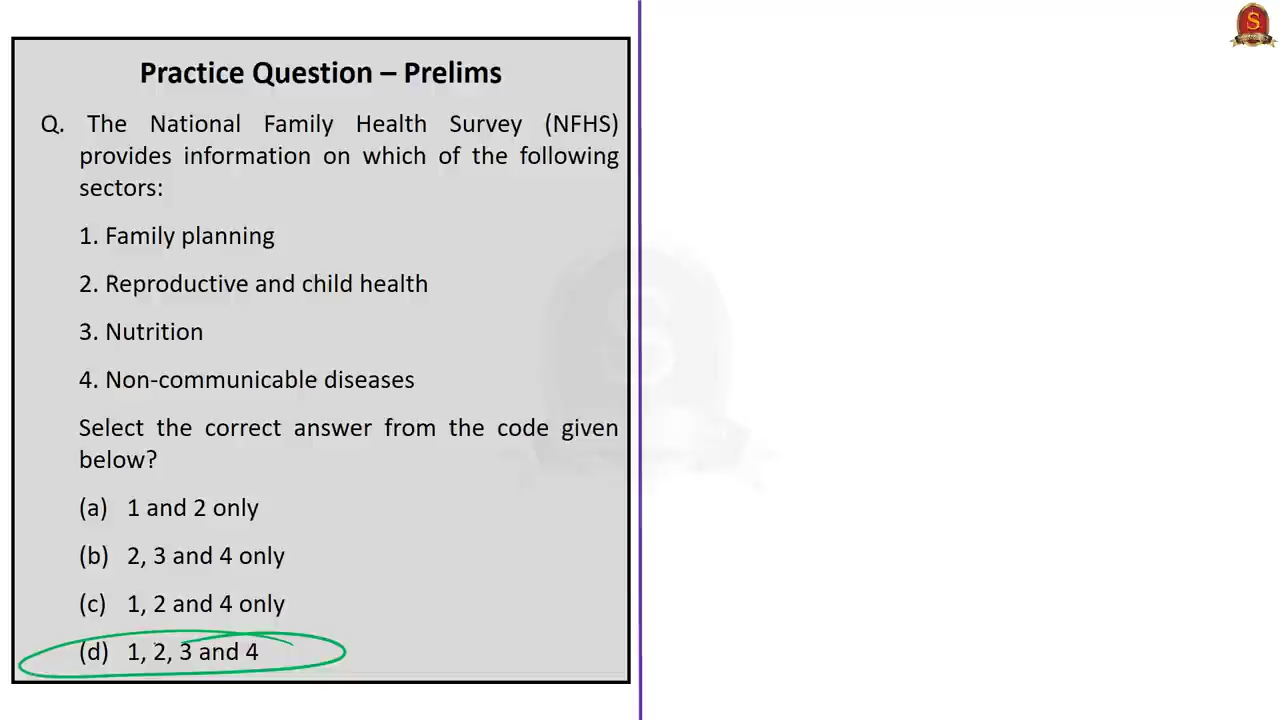 Practice Question – Prelims
Q. The National Family Health Survey (NFHS)
provides information on which of the following
sectors:
1. Family planning
2. Reproductive and child health
3. Nutrition
4. Non-communicable diseases
Select the correct answer from the code given
below?
(a) 1 and 2 only
(b) 2, 3 and 4 only
(c) 1, 2 and 4 only
(d) 1, 2, 3 and 4
S